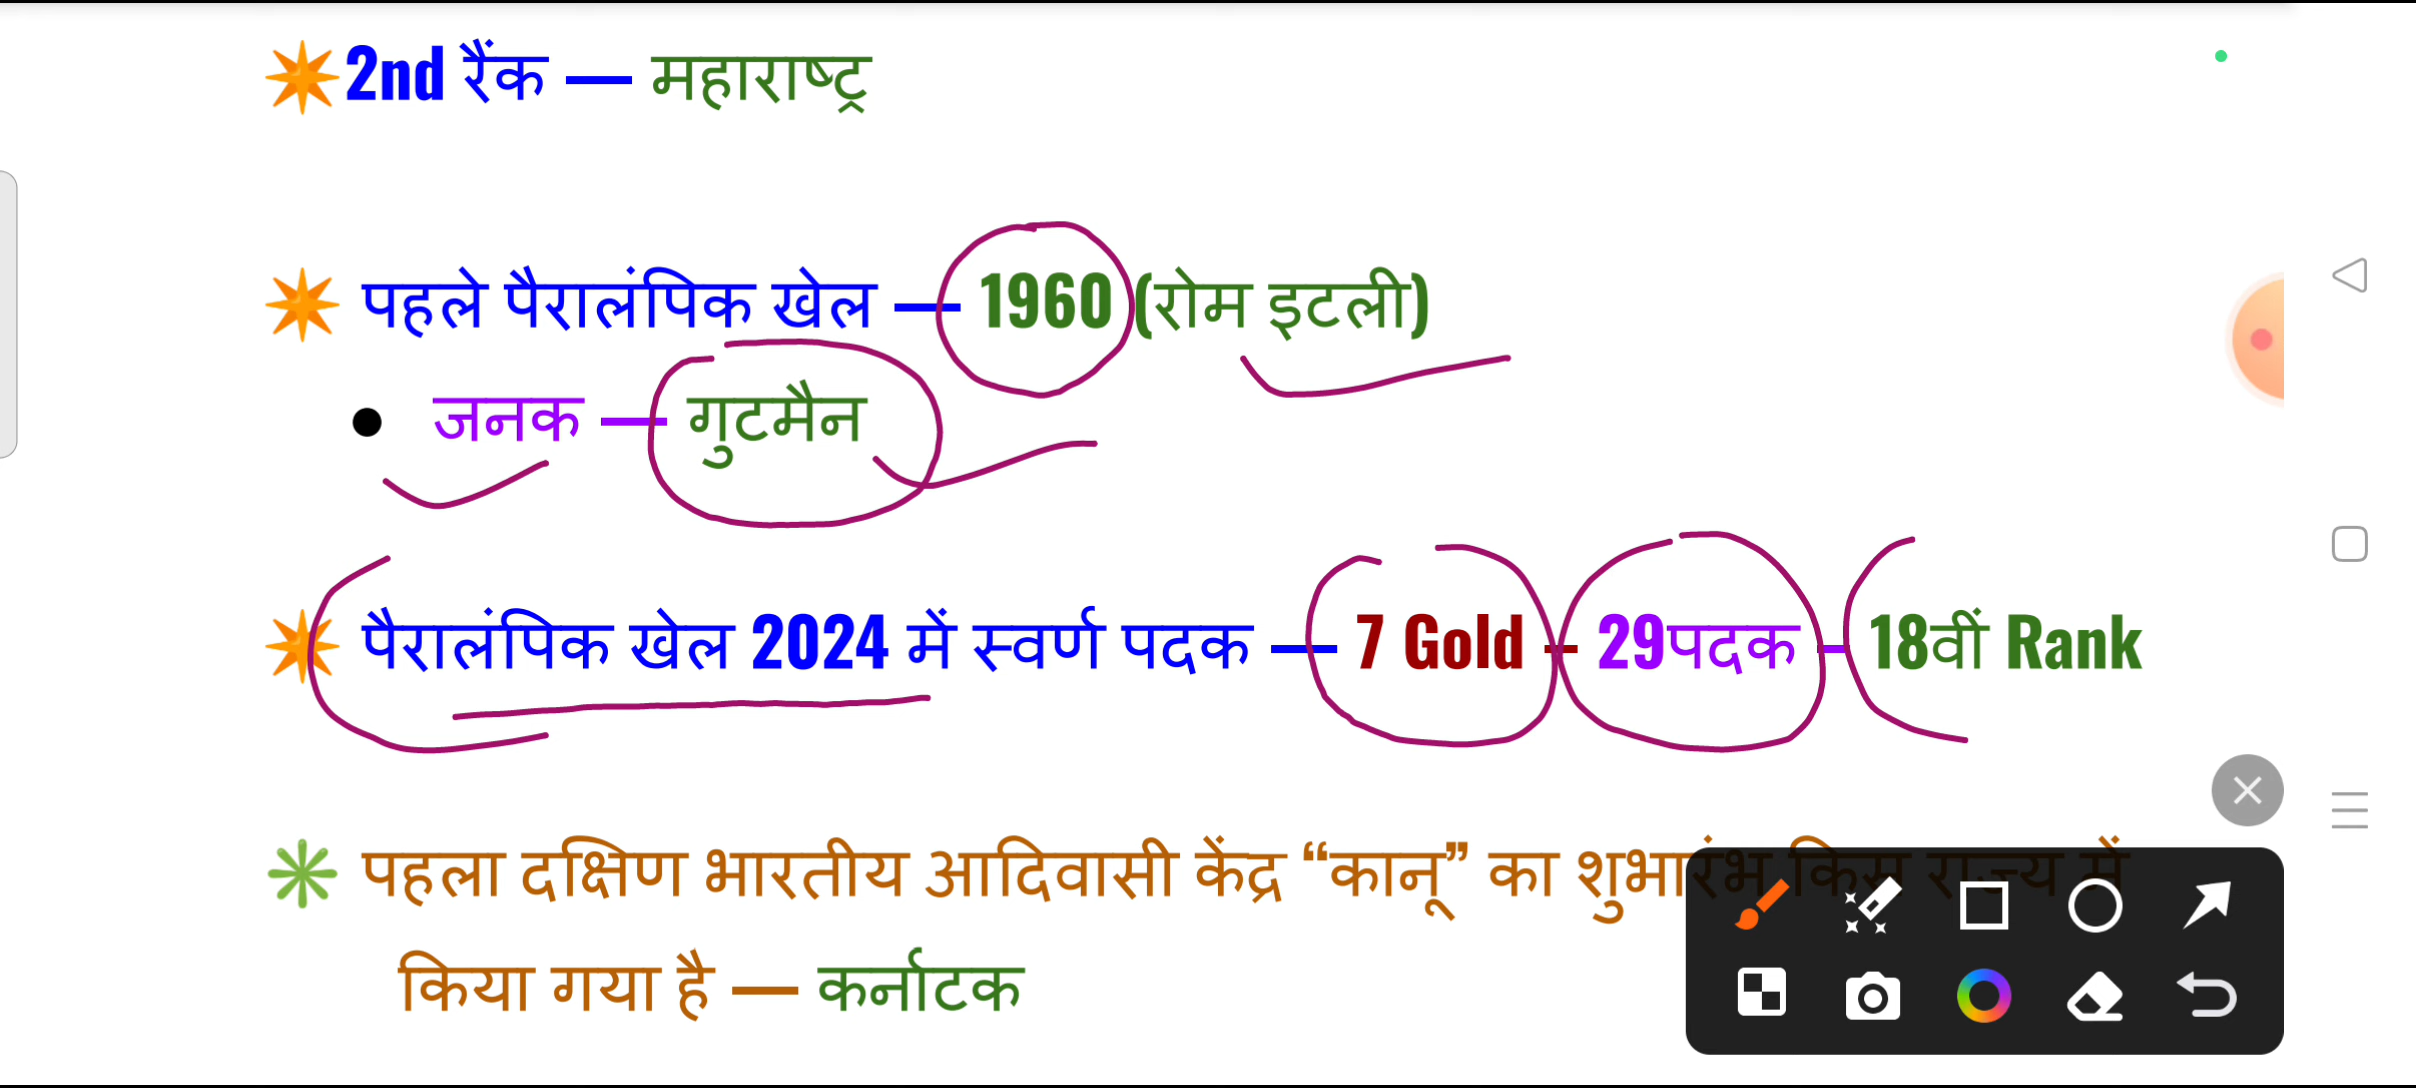 2nd रैंक — महाराष्ट्र
पहले पैरालंपिक खेल — 1960 (रोम इटली)
● जनक — गुटमैन
पैरालंपिक खेल 2024 में स्वर्ण पदक — 7 Gold - 29पदक - 18वीं Rank
पहला दक्षिण भारतीय आदिवासी केंद्र “कानू” का शुभारंभ किस राज्य में
किया गया है — कर्नाटक